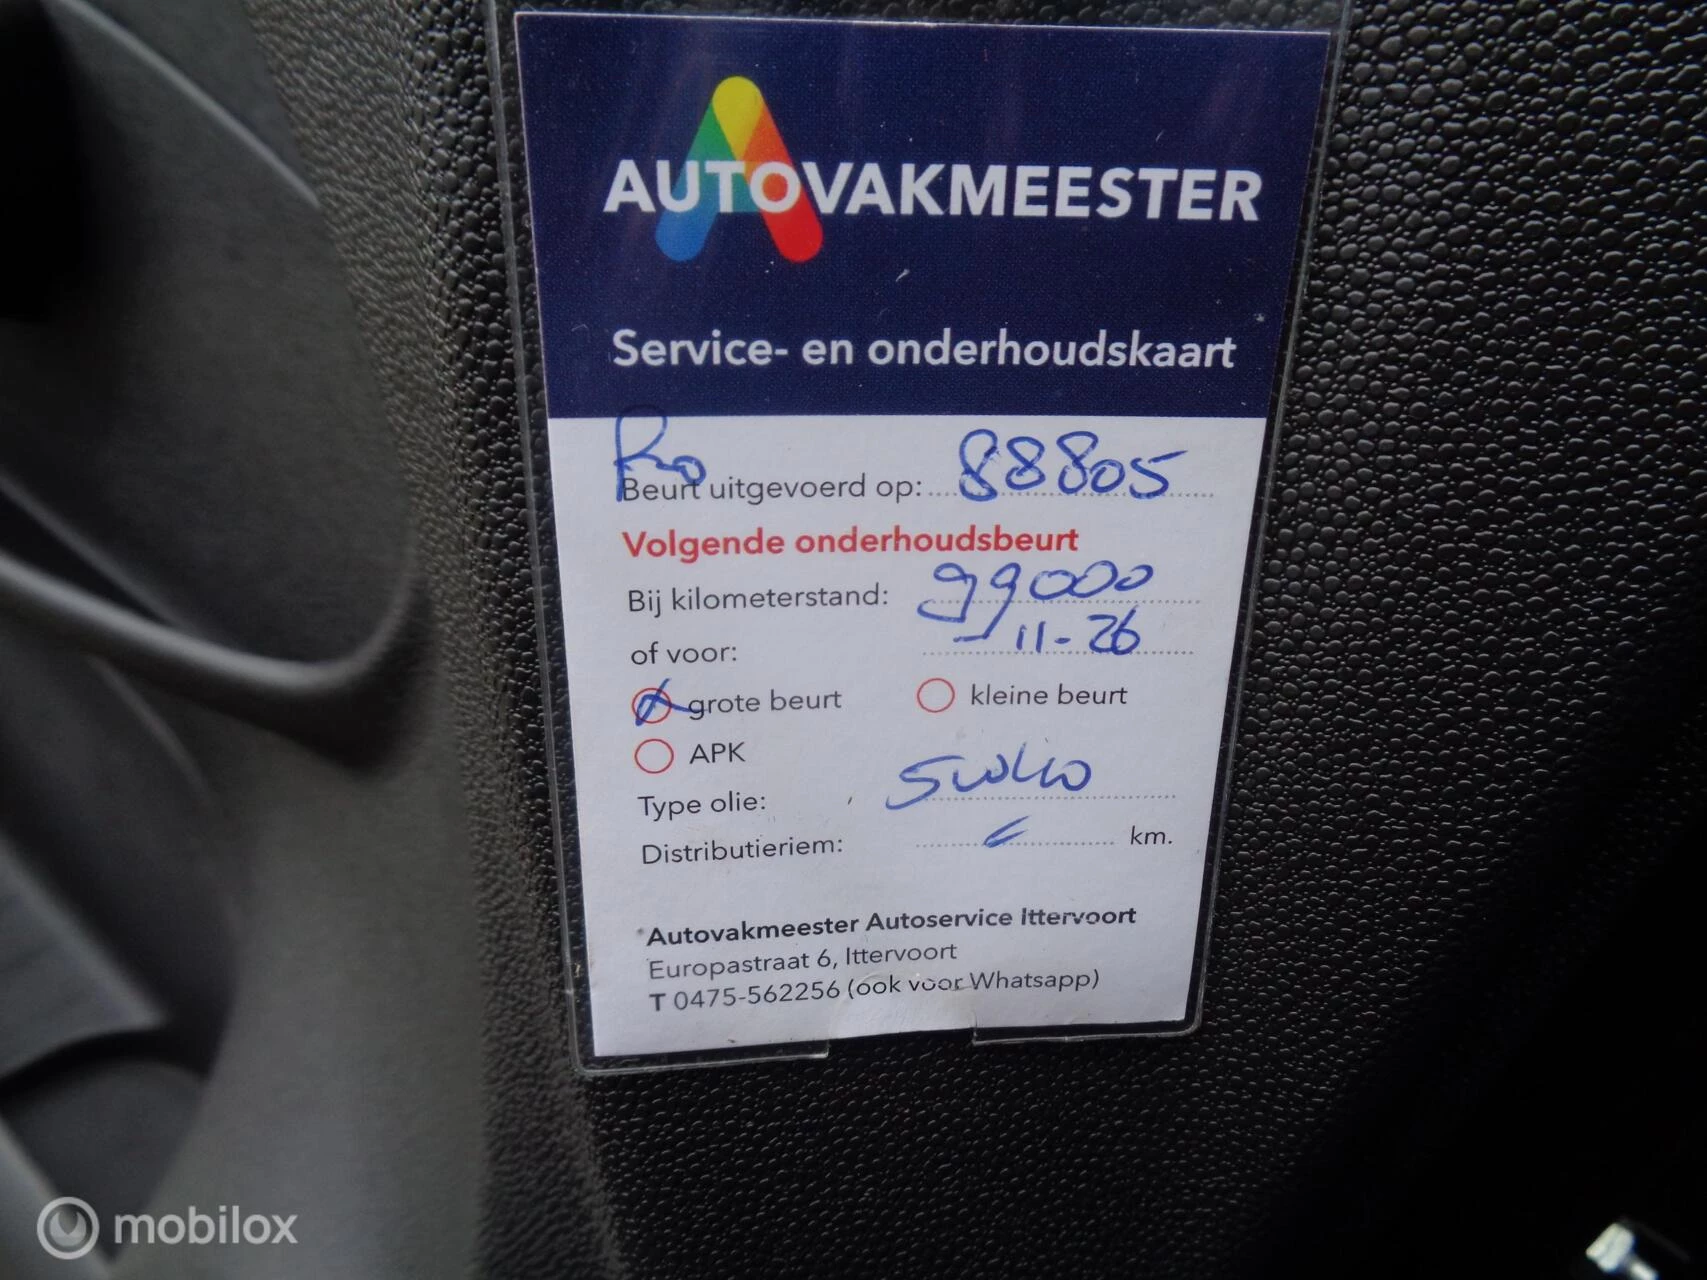 AUTOVAKMEESTER
Service- en onderhoudskaart
Beurt uitgevoerd op: 88805
Volgende onderhoudsbeurt
Bij kilometerstand: 99000
of voor: 11-26
grote beurt kleine beurt
APK
Type olie: 5w40
Distributieriem: km.
Autovakmeester Autoservice Ittervoort
Europastraat 6, Ittervoort
T 0475-562256 (ook voor Whatsapp)
mobilox